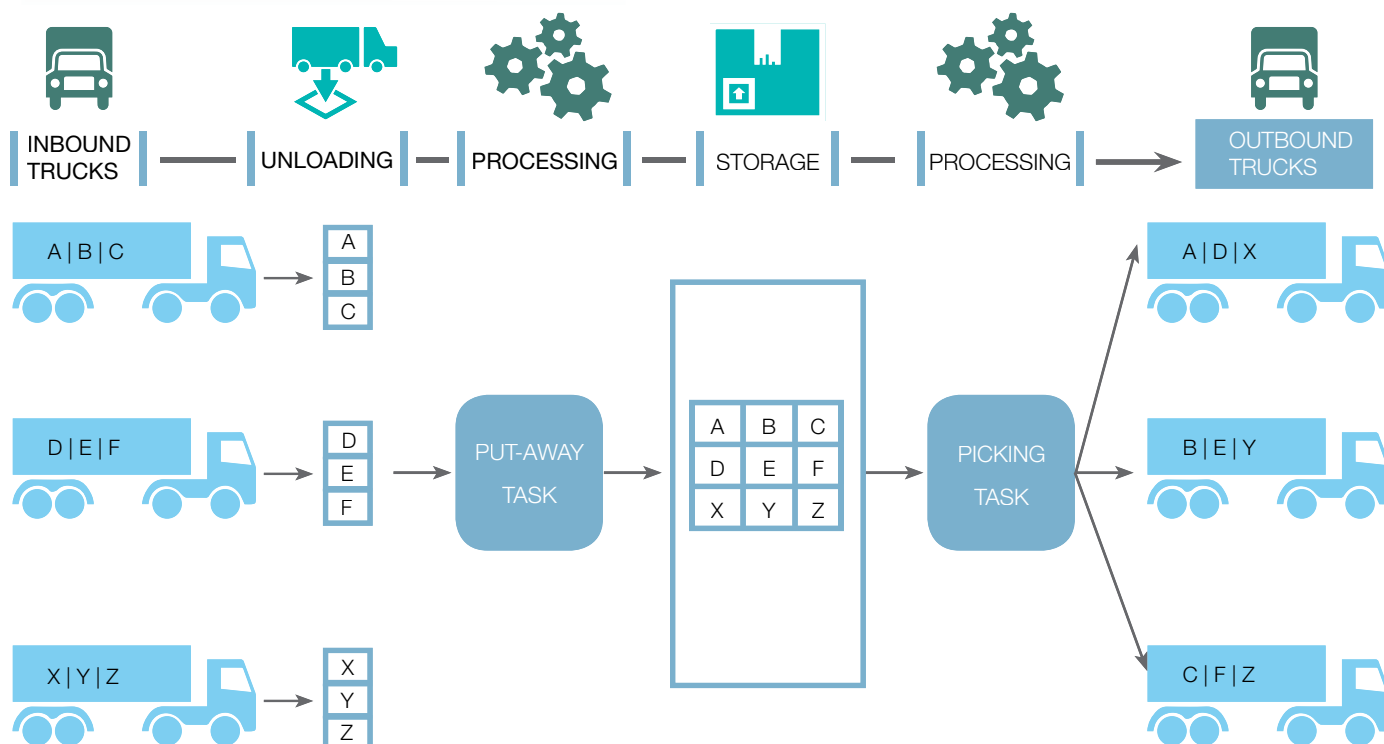 INBOUND
TRUCKS
UNLOADING
PROCESSING
STORAGE
PROCESSING
OUTBOUND
TRUCKS
A|B|C
A
B
C
A|D|X
D|E|F
D
E
F
PUT-AWAY
TASK
A B C
D E F
X Y Z
PICKING
TASK
B|E|Y
X|Y|Z
X
Y
Z
C|F|Z